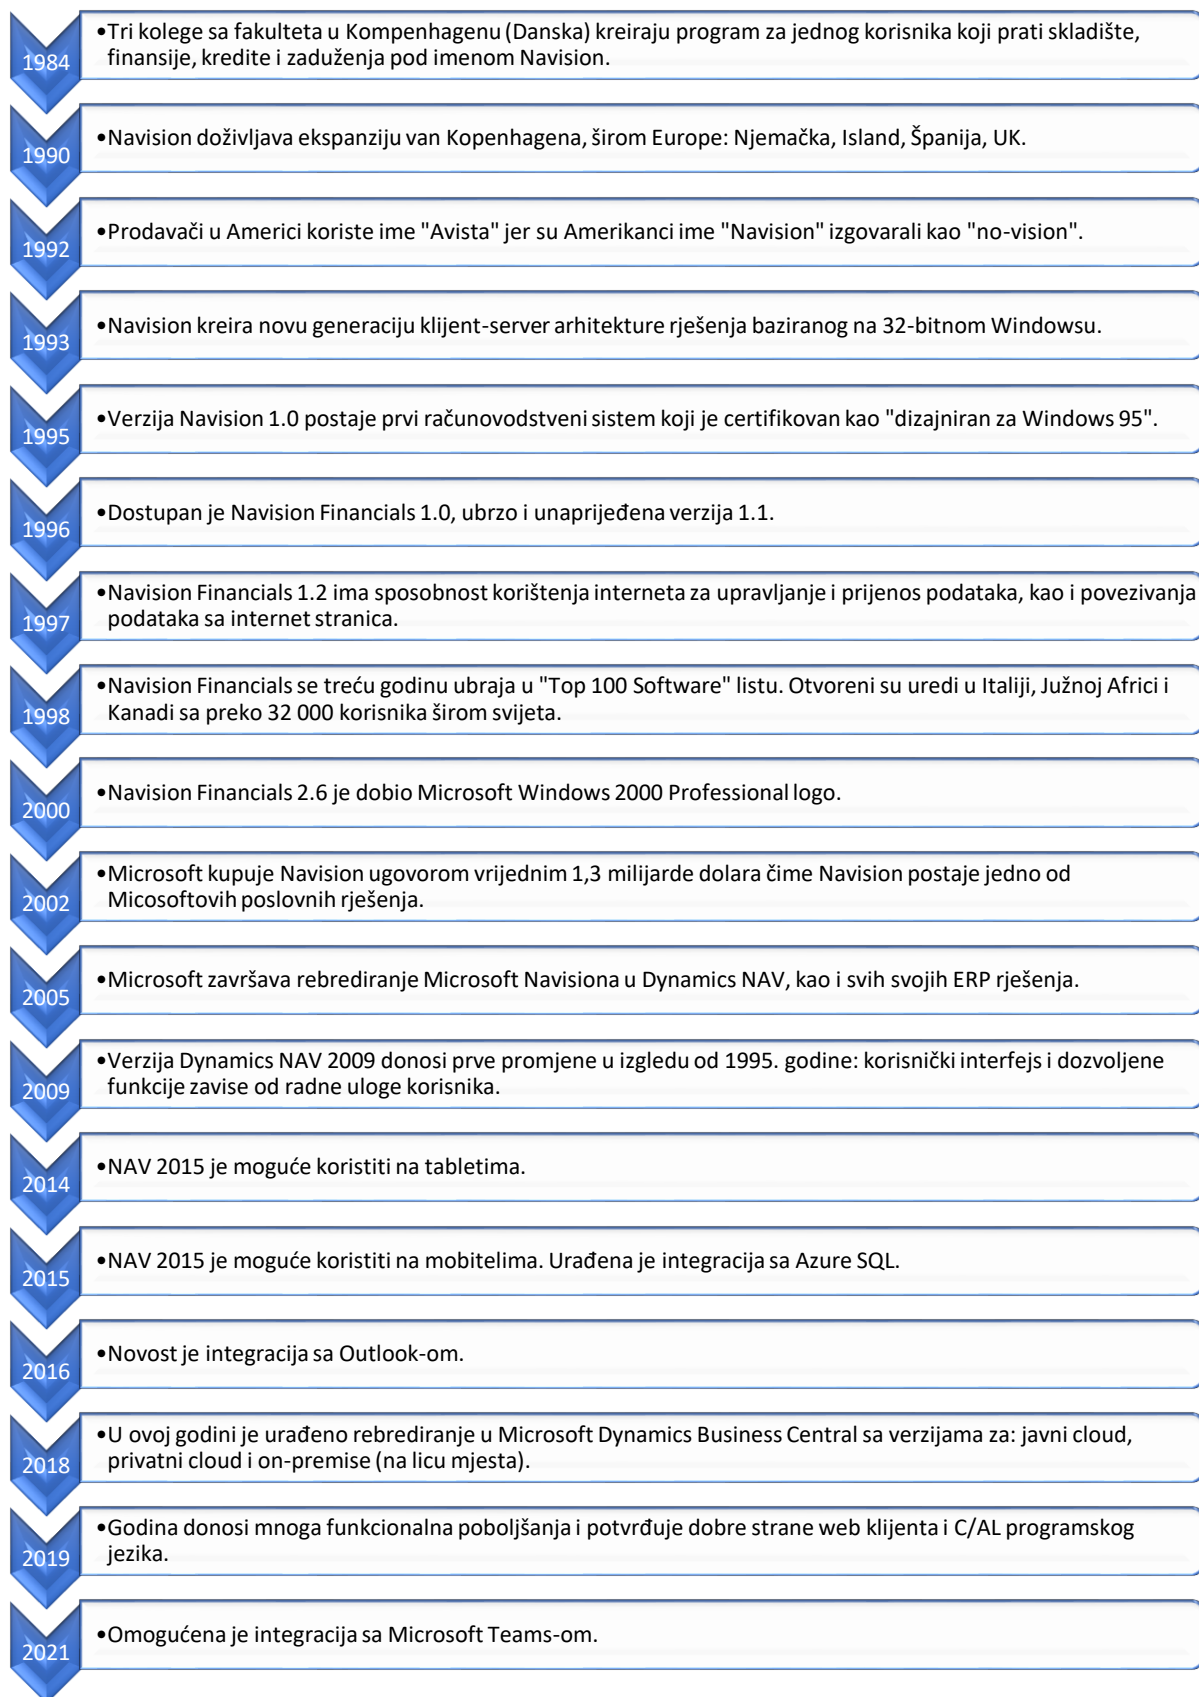 1984
•Tri kolege sa fakulteta u Kompenhagenu (Danska) kreiraju program za jednog korisnika koji prati skladište,
finansije, kredite i zaduženja pod imenom Navision.
1990
•Navision doživljava ekspanziju van Kopenhagena, širom Europe: Njemačka, Island, Španija, UK.
1992
•Prodavači u Americi koriste ime "Avista" jer su Amerikanci ime "Navision" izgovarali kao "no-vision".
1993
•Navision kreira novu generaciju klijent-server arhitekture rješenja baziranog na 32-bitnom Windowsu.
1995
•Verzija Navision 1.0 postaje prvi računovodstveni sistem koji je certifikovan kao "dizajniran za Windows 95".
1996
•Dostupan je Navision Financials 1.0, ubrzo i unaprijeđena verzija 1.1.
1997
•Navision Financials 1.2 ima sposobnost korištenja interneta za upravljanje i prijenos podataka, kao i povezivanja
podataka sa internet stranica.
1998
•Navision Financials se treću godinu ubraja u "Top 100 Software" listu. Otvoreni su uredi u Italiji, Južnoj Africi i
Kanadi sa preko 32 000 korisnika širom svijeta.
2000
•Navision Financials 2.6 je dobio Microsoft Windows 2000 Professional logo.
2002
•Microsoft kupuje Navision ugovorom vrijednim 1,3 milijarde dolara čime Navision postaje jedno od
Micosoftovih poslovnih rješenja.
2005
•Microsoft završava rebrediranje Microsoft Navisiona u Dynamics NAV, kao i svih svojih ERP rješenja.
2009
•Verzija Dynamics NAV 2009 donosi prve promjene u izgledu od 1995. godine: korisnički interfejs i dozvoljene
funkcije zavise od radne uloge korisnika.
2014
•NAV 2015 je moguće koristiti na tabletima.
2015
•NAV 2015 je moguće koristiti na mobitelima. Urađena je integracija sa Azure SQL.
2016
•Novost je integracija sa Outlook-om.
2018
•U ovoj godini je urađeno rebrediranje u Microsoft Dynamics Business Central sa verzijama za: javni cloud,
privatni cloud i on-premise (na licu mjesta).
2019
•Godina donosi mnoga funkcionalna poboljšanja i potvrđuje dobre strane web klijenta i C/AL programskog
jezika.
2021
•Omogućena je integracija sa Microsoft Teams-om.